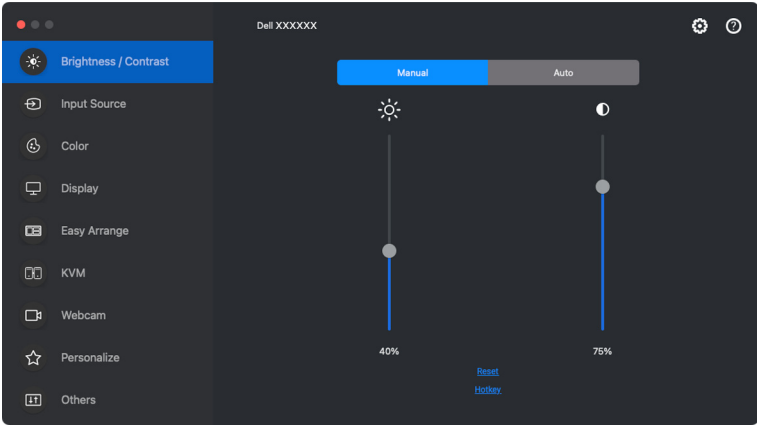 Dell XXXXXX
Brightness / Contrast
Input Source
Color
Display
Easy Arrange
KVM
Webcam
Personalize
Others
Manual Auto
40% 75%
Reset
Hotkey